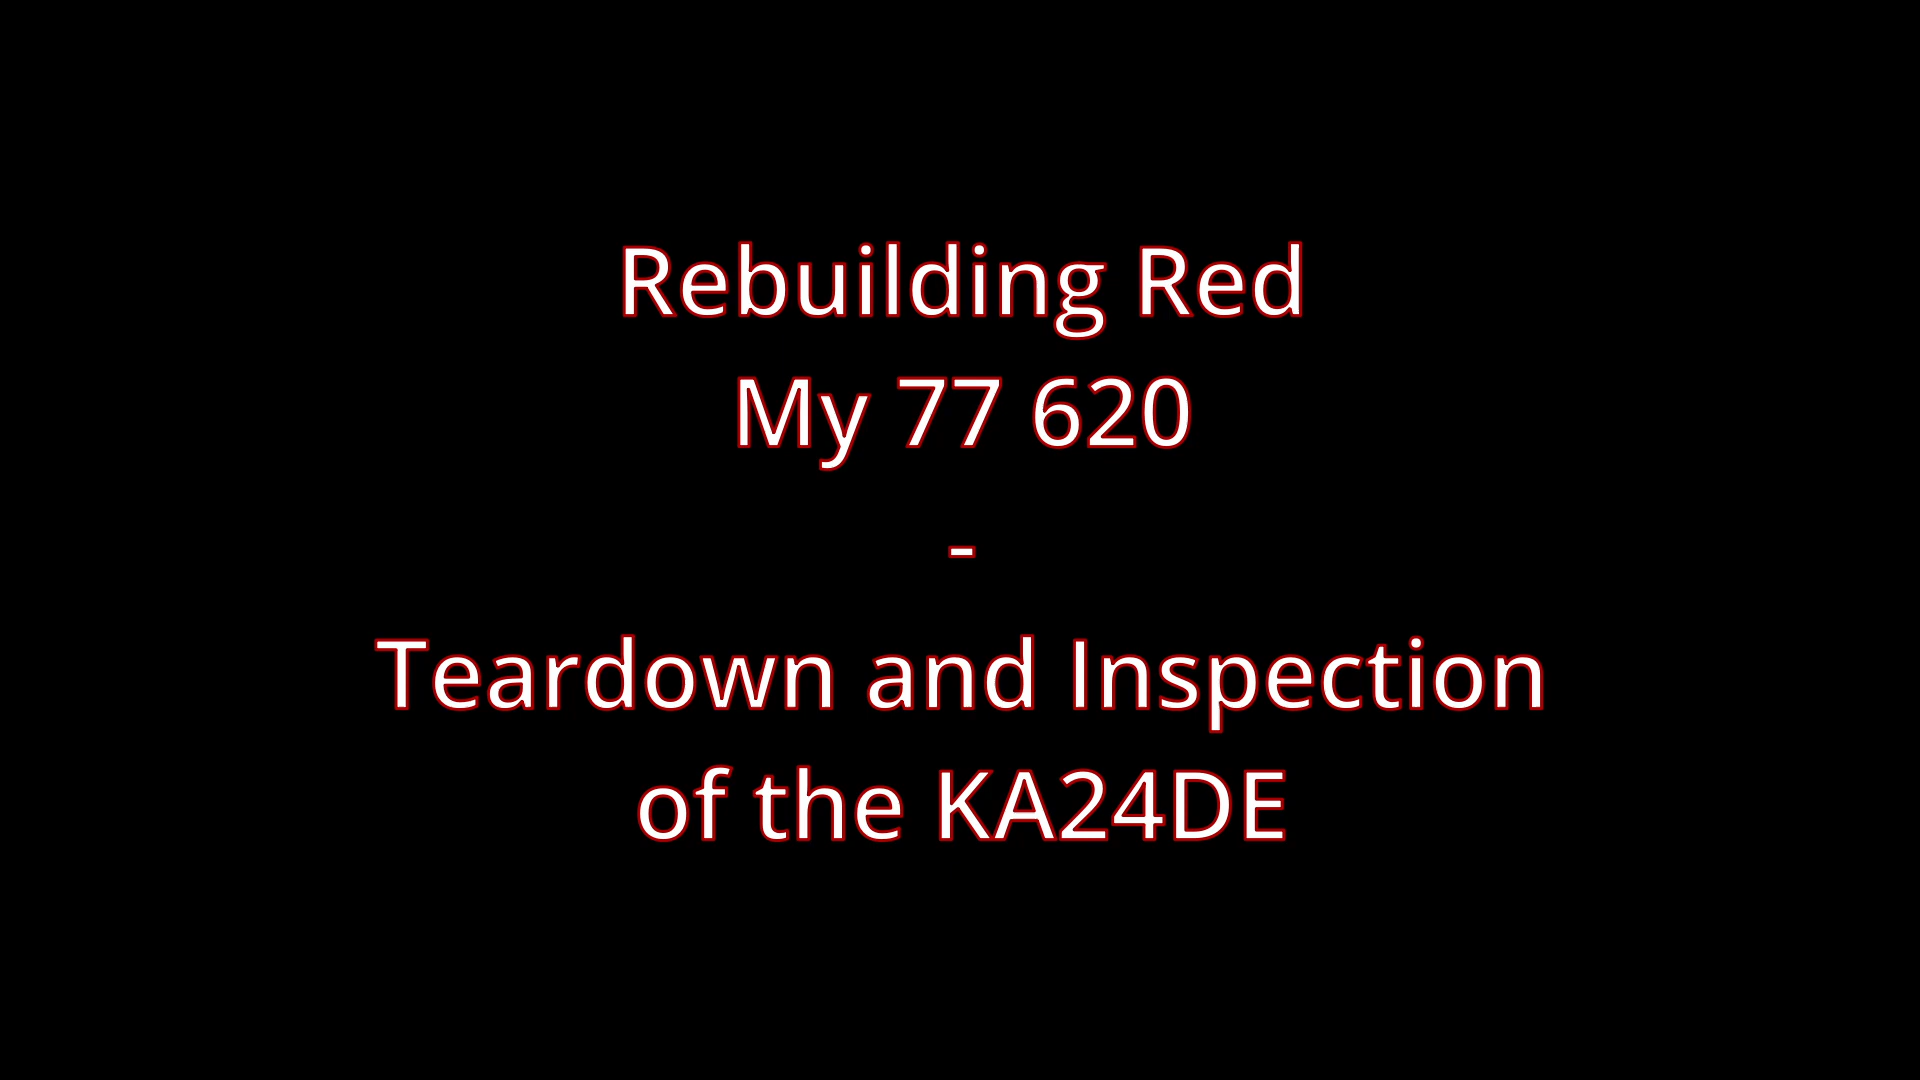 Rebuilding Red
My 77 620
-
Teardown and Inspection
of the KA24DE